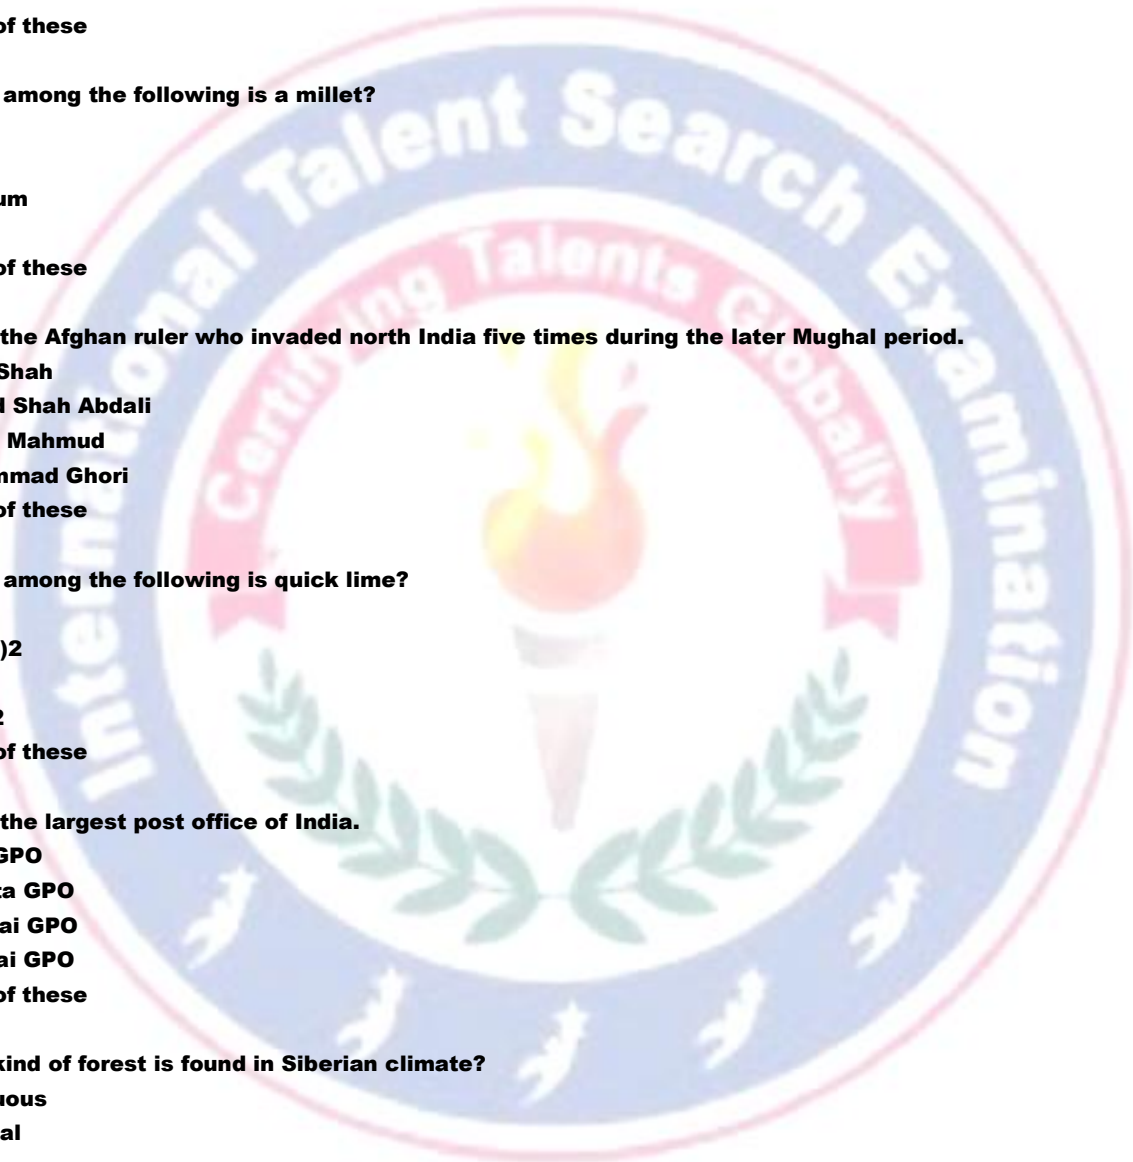 of these
among the following is a millet?
um
of these
the Afghan ruler who invaded north India five times during the later Mughal period.
Shah
d Shah Abdali
Mahmud
mmad Ghori
of these
among the following is quick lime?
)2
2
of these
the largest post office of India.
GPO
ta GPO
ai GPO
ai GPO
of these
kind of forest is found in Siberian climate?
uous
al
International Talent Search Examination
Certifying Talents Globally